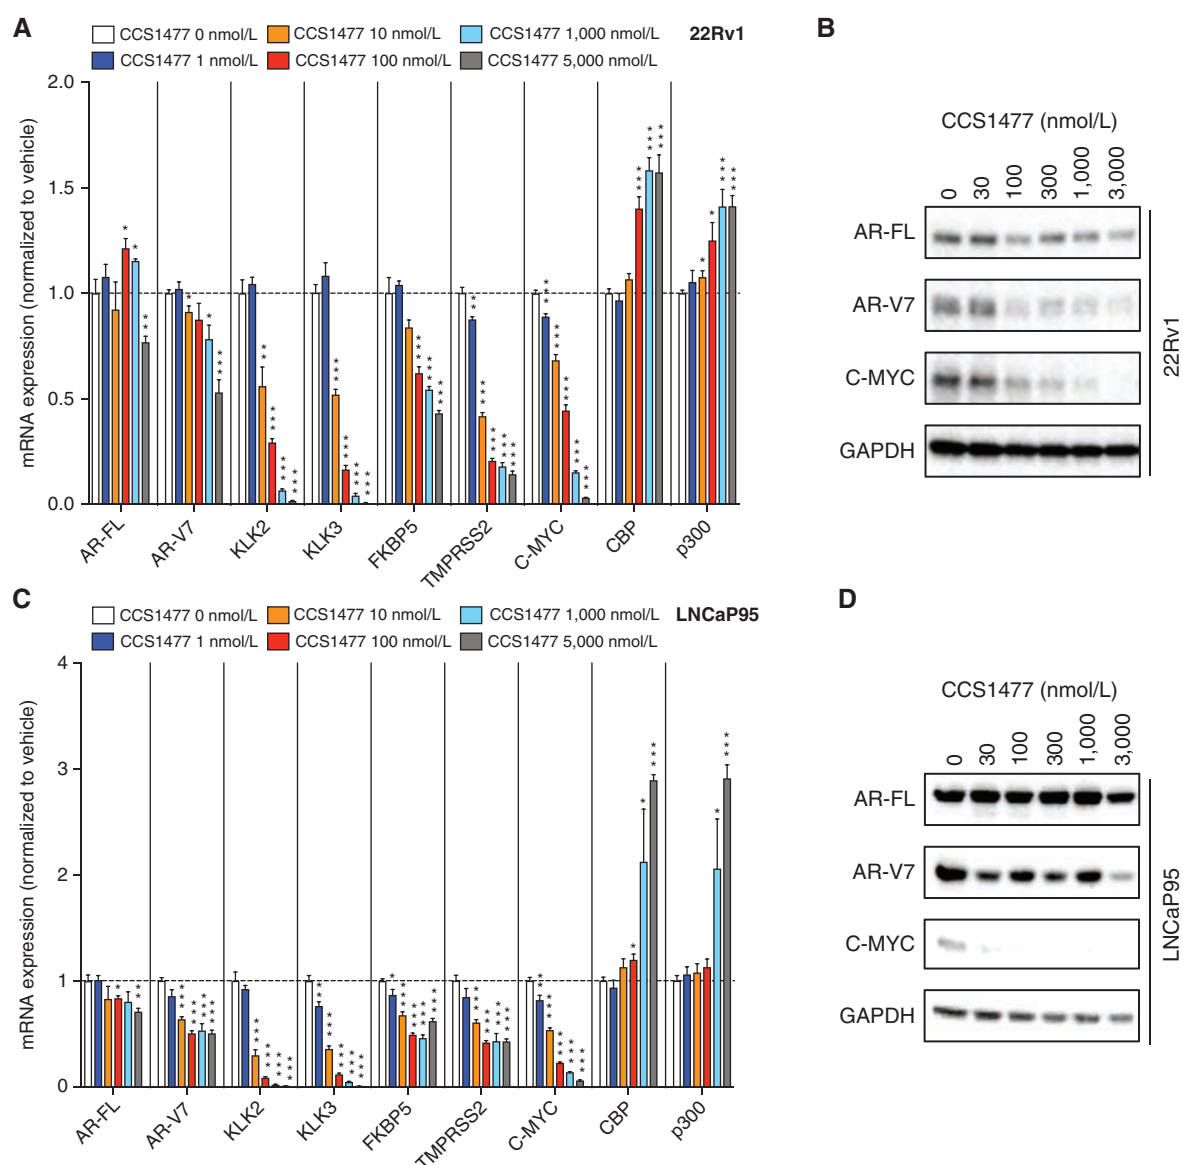 A
CCS1477 0 nmol/L CCS1477 10 nmol/L CCS1477 1,000 nmol/L 22Rv1
CCS1477 1 nmol/L CCS1477 100 nmol/L CCS1477 5,000 nmol/L
mRNA expression (normalized to vehicle)
2.0
1.5
1.0
0.5
0.0
AR-FL AR-V7 KLK2 KLK3 FKBP5 TMPRSS2 C-MYC CBP p300
B
CCS1477 (nmol/L)
0 30 100 300 1,000 3,000
AR-FL
AR-V7
C-MYC
GAPDH
22Rv1
C
CCS1477 0 nmol/L CCS1477 10 nmol/L CCS1477 1,000 nmol/L LNCaP95
CCS1477 1 nmol/L CCS1477 100 nmol/L CCS1477 5,000 nmol/L
mRNA expression (normalized to vehicle)
4
3
2
1
0
AR-FL AR-V7 KLK2 KLK3 FKBP5 TMPRSS2 C-MYC CBP p300
D
CCS1477 (nmol/L)
0 30 100 300 1,000 3,000
AR-FL
AR-V7
C-MYC
GAPDH
LNCaP95